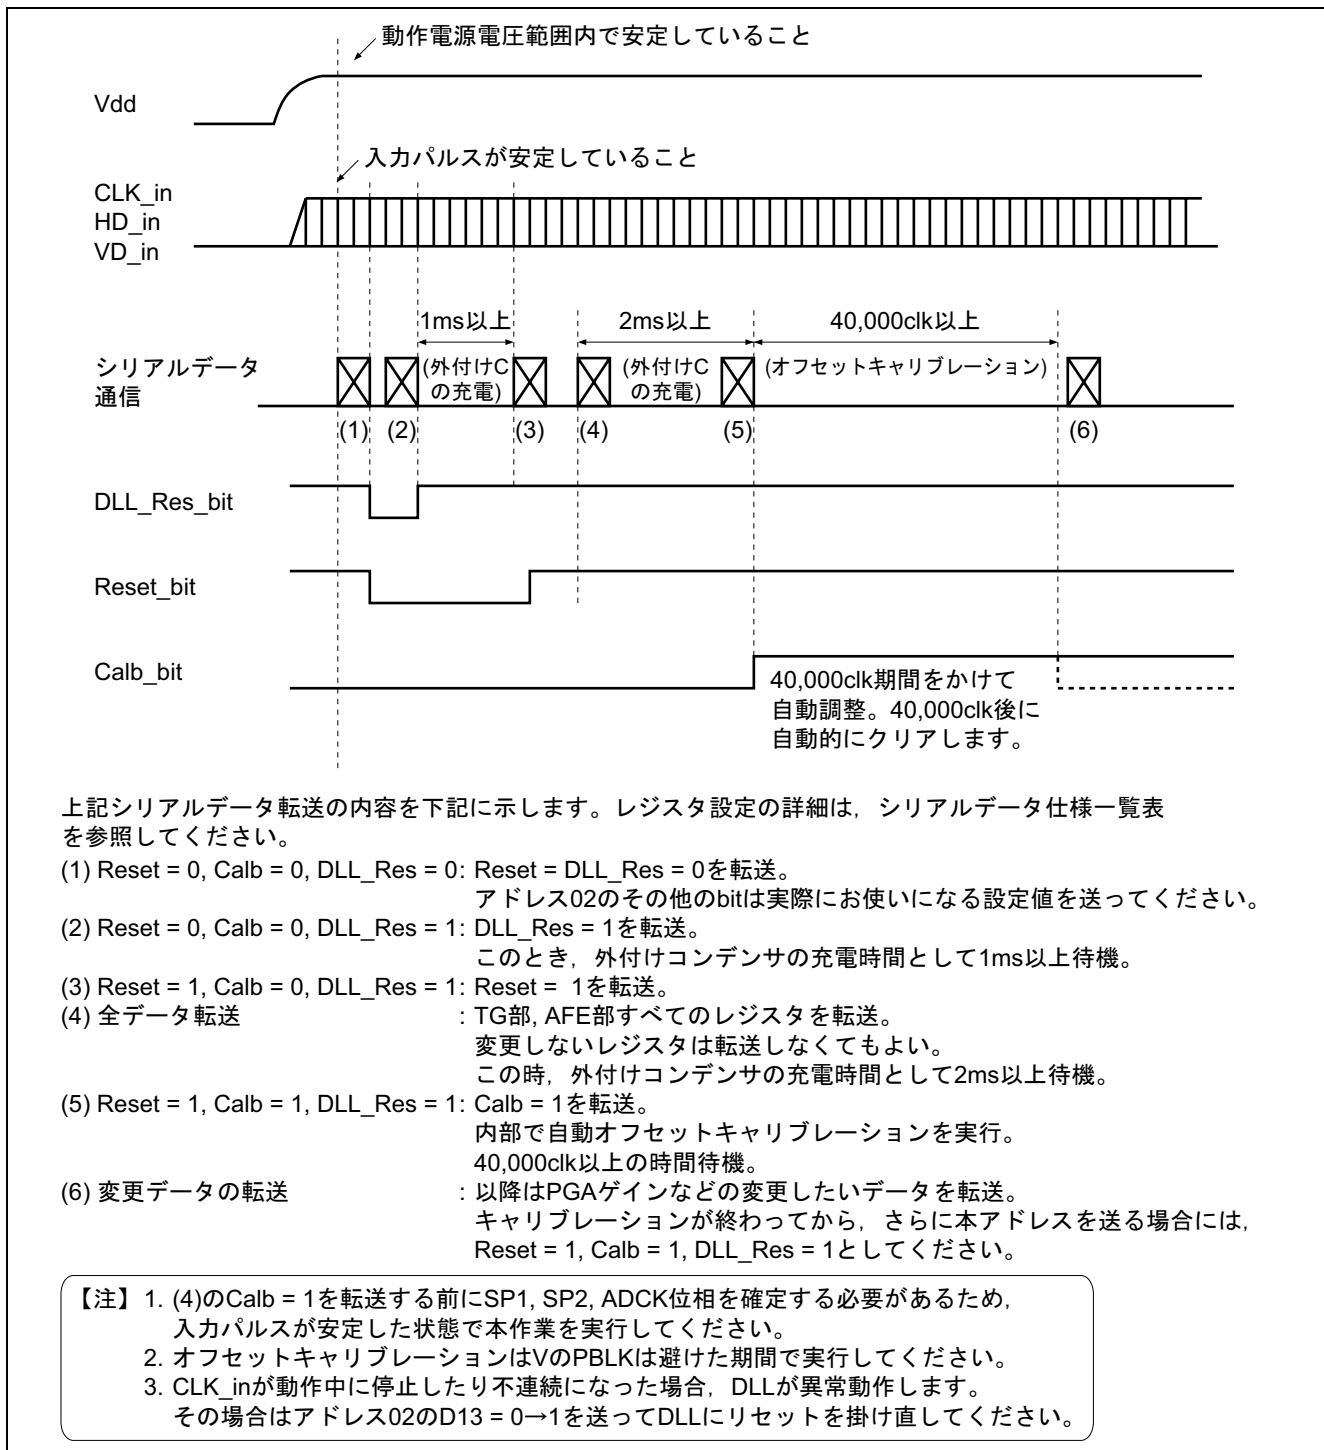 動作電源電圧範囲内で安定していること
Vdd
入力パルスが安定していること
CLK_in
HD_in
VD_in
1ms以上
2ms以上
40,000clk以上
シリアルデータ
通信
(外付けC
の充電)
(外付けC
の充電)
(オフセットキャリブレーション)
(1)
(2)
(3)
(4)
(5)
(6)
DLL_Res_bit
Reset_bit
Calb_bit
40,000clk期間をかけて
自動調整。40,000clk後に
自動的にクリアします。
上記シリアルデータ転送の内容を下記に示します。レジスタ設定の詳細は，シリアルデータ仕様一覧表
を参照してください。
(1) Reset = 0, Calb = 0, DLL_Res = 0: Reset = DLL_Res = 0を転送。
アドレス02のその他のbitは実際にお使いになる設定値を送ってください。
(2) Reset = 0, Calb = 0, DLL_Res = 1: DLL_Res = 1を転送。
このとき，外付けコンデンサの充電時間として1ms以上待機。
(3) Reset = 1, Calb = 0, DLL_Res = 1: Reset = 1を転送。
(4) 全データ転送 : TG部, AFE部すべてのレジスタを転送。
変更しないレジスタは転送しなくてもよい。
この時，外付けコンデンサの充電時間として2ms以上待機。
(5) Reset = 1, Calb = 1, DLL_Res = 1: Calb = 1を転送。
内部で自動オフセットキャリブレーションを実行。
40,000clk以上の時間待機。
(6) 変更データの転送 : 以降はPGAゲインなどの変更したいデータを転送。
キャリブレーションが終わってから，さらに本アドレスを送る場合には，
Reset = 1, Calb = 1, DLL_Res = 1としてください。
【注】 1. (4)のCalb = 1を転送する前にSP1, SP2, ADCK位相を確定する必要があるため，
入力パルスが安定した状態で本作業を実行してください。
2. オフセットキャリブレーションはVのPBLKは避けた期間で実行してください。
3. CLK_inが動作中に停止したり不連続になった場合，DLLが異常動作します。
その場合はアドレス02のD13 = 0→1を送ってDLLにリセットを掛け直してください。